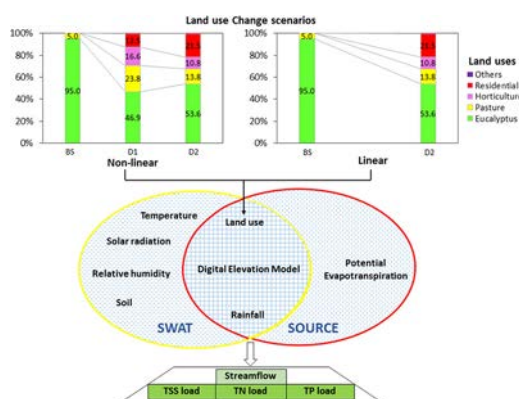 Land use Change scenarios
100%
80%
60%
40%
20%
0%
5.0
95.0
16.6
23.8
46.9
21.5
10.8
13.8
53.6
BS
D1
D2
Non-linear
100%
80%
60%
40%
20%
0%
5.0
95.0
21.5
10.8
13.8
53.6
BS
D2
Linear
Land uses
Others
Residential
Horticulture
Pasture
Eucalyptus
Temperature
Solar radiation
Relative humidity
Soil
SWAT
Land use
Digital Elevation Model
Rainfall
Potential
Evapotranspiration
SOURCE
Streamflow
TSS load
TN load
TP load